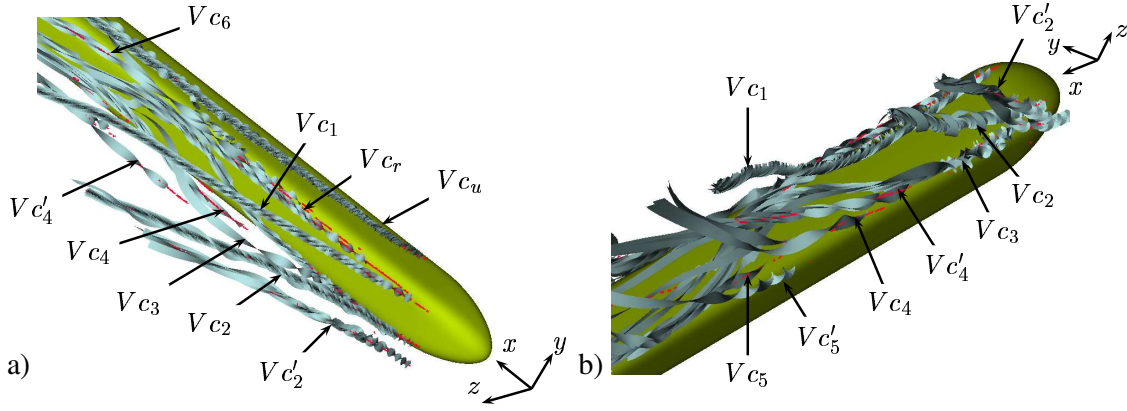 Vc₆
Vc₁
Vcᵣ
Vcᵤ
Vc′₄
Vc₄
Vc₃
Vc₂
Vc′₂
x
y
z
a)
Vc′₂
z
y
x
Vc₁
Vc₂
Vc₃
Vc′₄
Vc₄
Vc′₅
Vc₅
b)